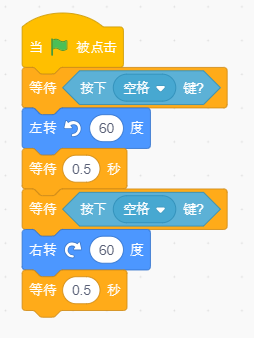 当 被点击
等待 按下 空格 键?
左转 60 度
等待 0.5 秒
等待 按下 空格 键?
右转 60 度
等待 0.5 秒